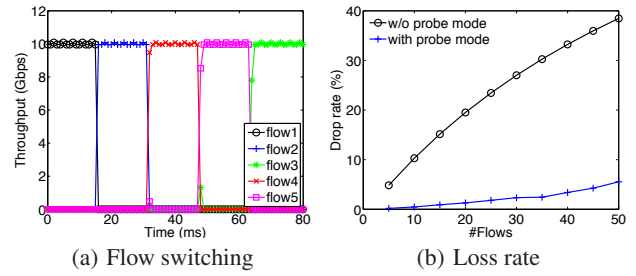 12
10
8
6
4
2
0
0 20 40 60 80
Throughput (Gbps)
Time (ms)
flow1
flow2
flow3
flow4
flow5
(a) Flow switching
40
30
20
10
0
0 10 20 30 40 50
Drop rate (%)
#Flows
w/o probe mode
with probe mode
(b) Loss rate